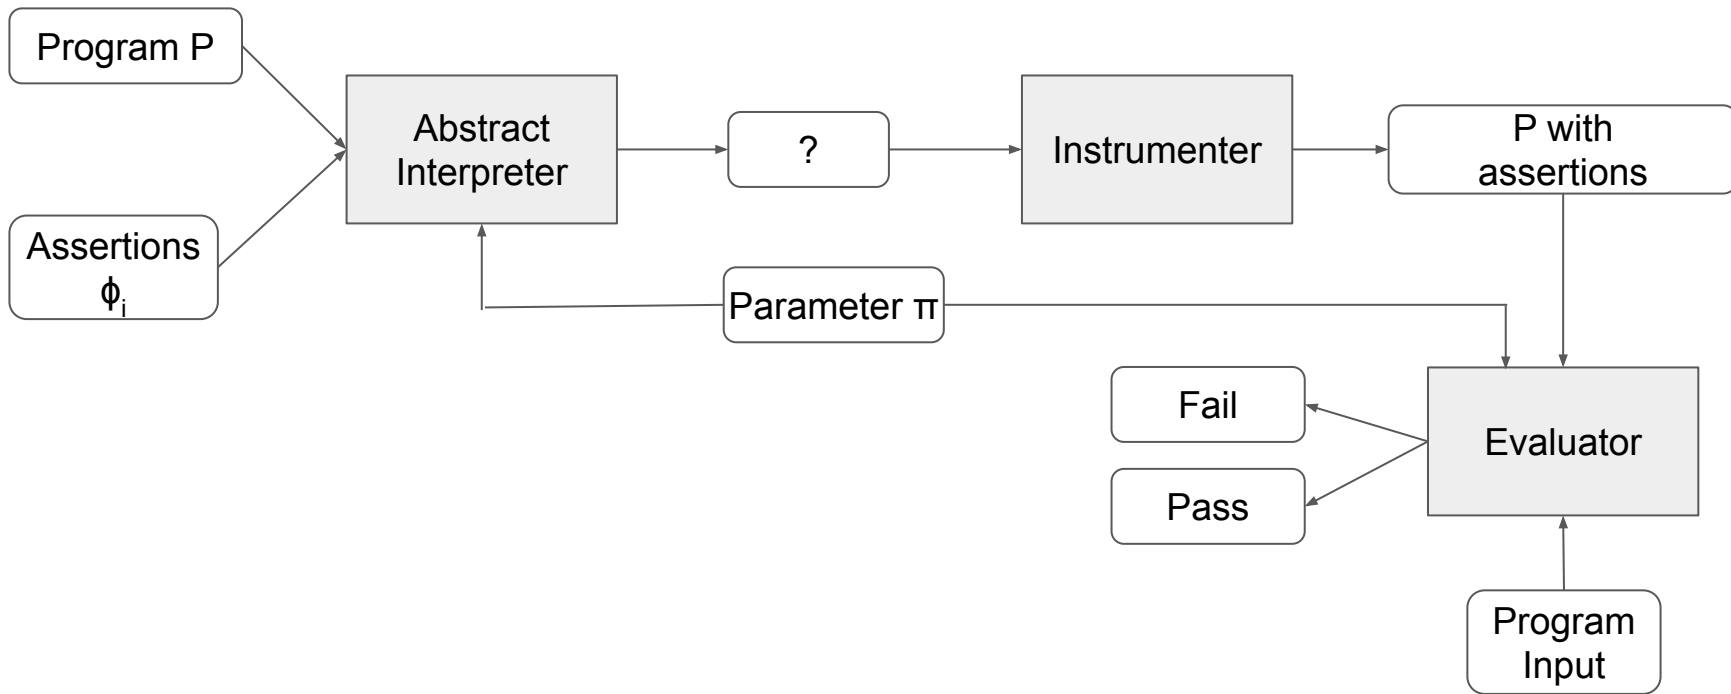 Program P
Abstract
Interpreter
?
Instrumenter
P with
assertions
Assertions
ϕi
Parameter π
Fail
Pass
Evaluator
Program
Input